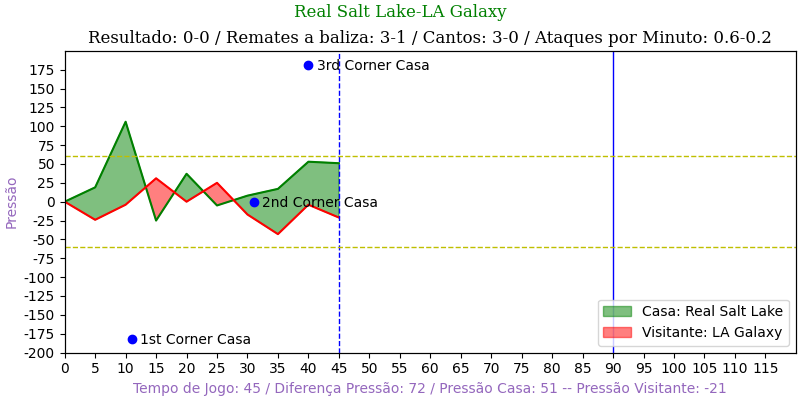 Real Salt Lake-LA Galaxy
Resultado: 0-0 / Remates a baliza: 3-1 / Cantos: 3-0 / Ataques por Minuto: 0.6-0.2
Pressão
175
150
125
100
75
50
25
0
-25
-50
-75
-100
-125
-150
-175
-200
3rd Corner Casa
2nd Corner Casa
1st Corner Casa
Casa: Real Salt Lake
Visitante: LA Galaxy
0 5 10 15 20 25 30 35 40 45 50 55 60 65 70 75 80 85 90 95 100 105 110 115
Tempo de Jogo: 45 / Diferença Pressão: 72 / Pressão Casa: 51 -- Pressão Visitante: -21